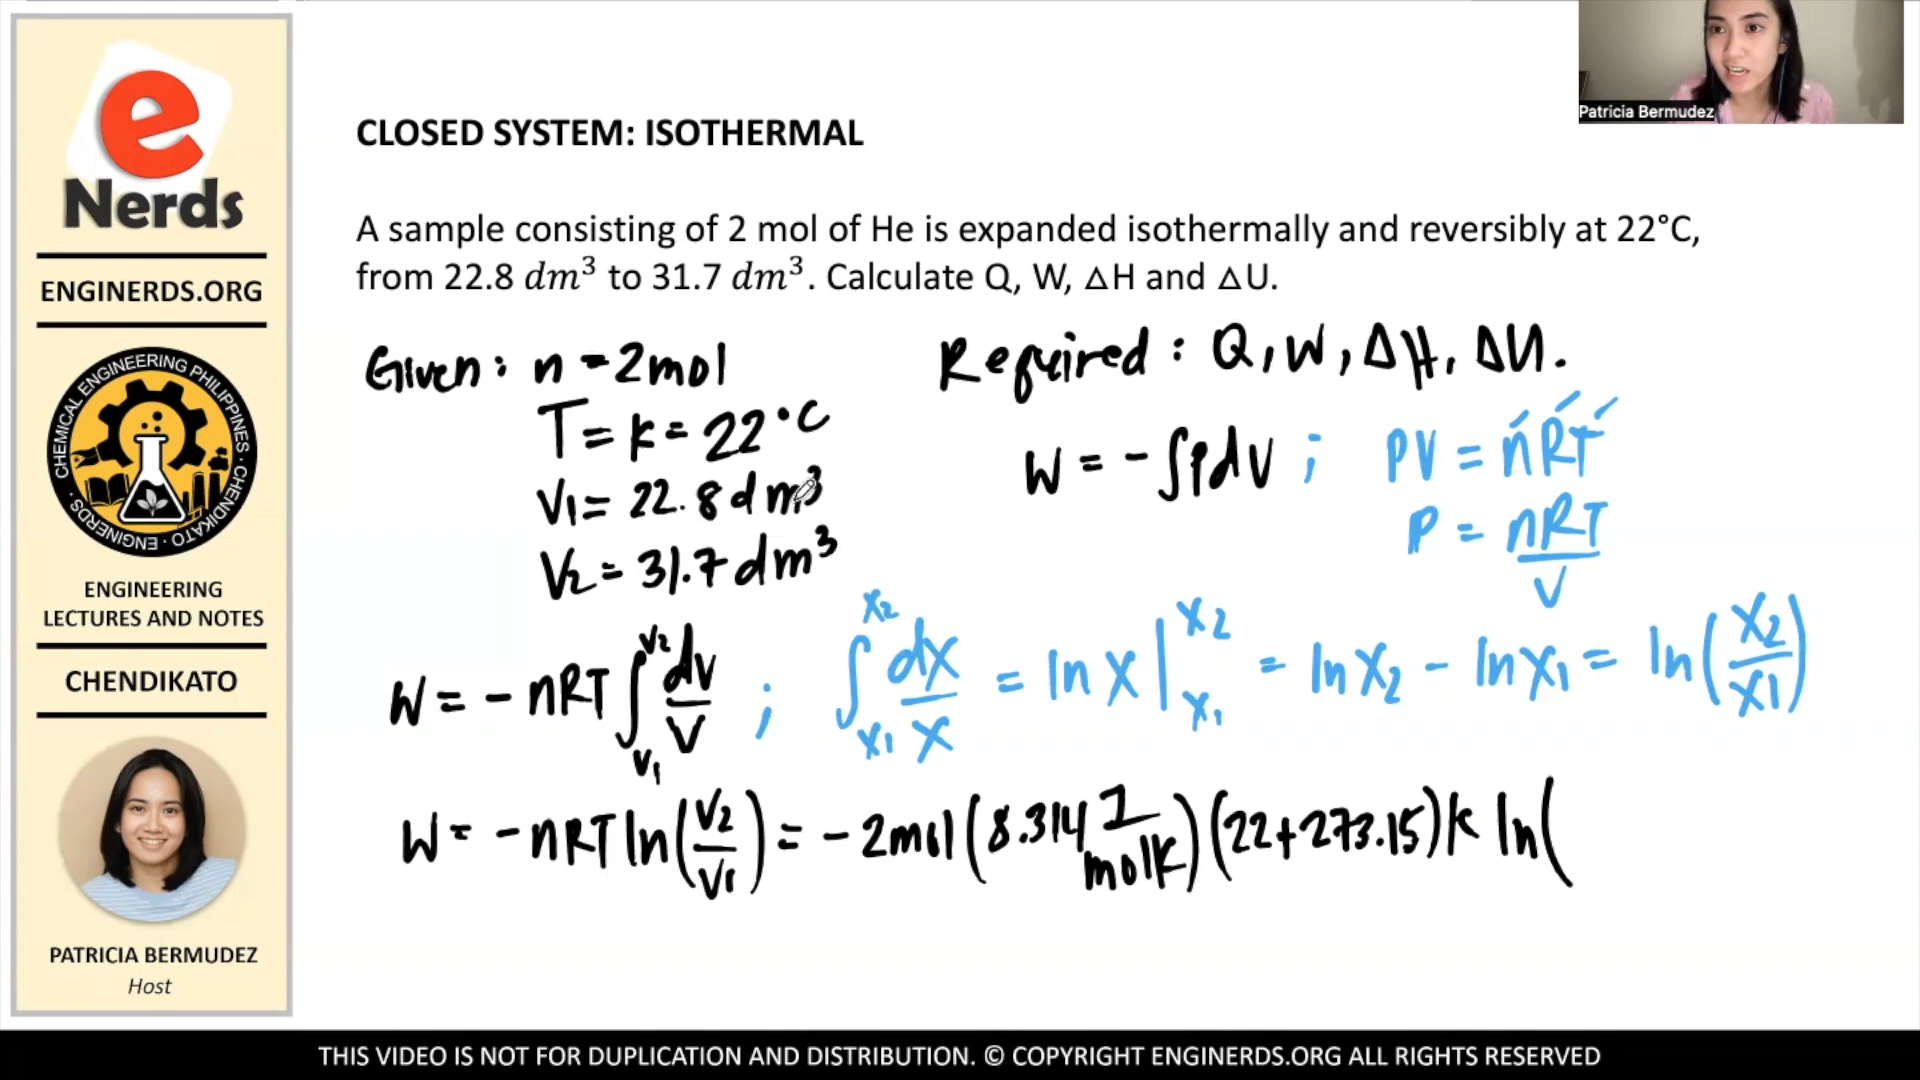 e
Nerds
ENGINERDS.ORG
CHEMICAL ENGINEERING PHILIPPINES · CHENDIKATO · ENGINERDS ·
ENGINEERING
LECTURES AND NOTES
CHENDIKATO
PATRICIA BERMUDEZ
Host
Patricia Bermudez
CLOSED SYSTEM: ISOTHERMAL
A sample consisting of 2 mol of He is expanded isothermally and reversibly at 22°C,
from 22.8 dm³ to 31.7 dm³. Calculate Q, W, △H and △U.
Given: n = 2mol
T = k = 22°C
V1 = 22.8 dm³
V2 = 31.7 dm³
Required: Q, W, ΔH, ΔU.
W = -∫PdV ; PV = nRT
P = nRT/V
W = -nRT ∫V1^V2 dV/V ; ∫x1^x2 dx/x = ln x |x1^x2 = ln x2 - ln x1 = ln(x2/x1)
W = -nRT ln(V2/V1) = -2mol (8.314 J/molK) (22+273.15)K ln(
THIS VIDEO IS NOT FOR DUPLICATION AND DISTRIBUTION. © COPYRIGHT ENGINERDS.ORG ALL RIGHTS RESERVED